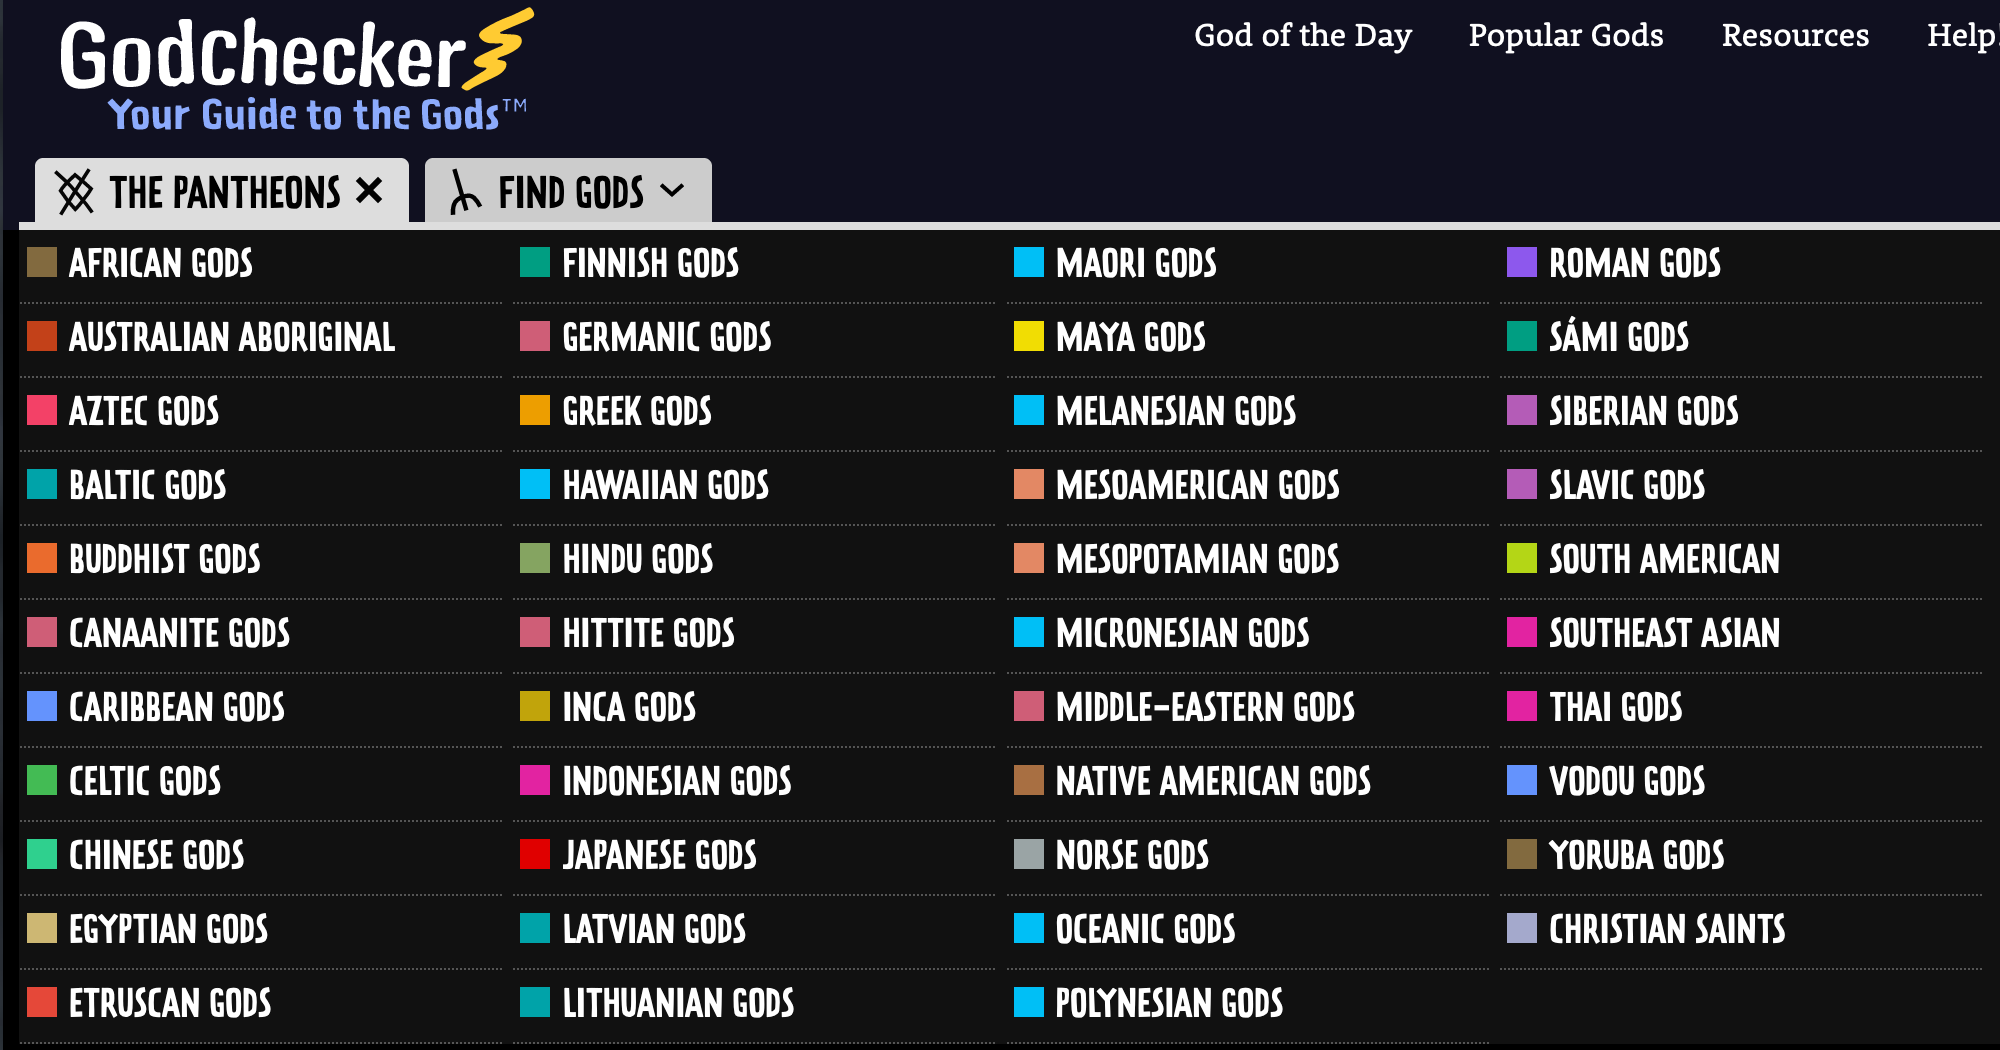 Godchecker
Your Guide to the Gods™
God of the Day
Popular Gods
Resources
Help!
THE PANTHEONS
FIND GODS
AFRICAN GODS
AUSTRALIAN ABORIGINAL
AZTEC GODS
BALTIC GODS
BUDDHIST GODS
CANAANITE GODS
CARIBBEAN GODS
CELTIC GODS
CHINESE GODS
EGYPTIAN GODS
ETRUSCAN GODS
FINNISH GODS
GERMANIC GODS
GREEK GODS
HAWAIIAN GODS
HINDU GODS
HITTITE GODS
INCA GODS
INDONESIAN GODS
JAPANESE GODS
LATVIAN GODS
LITHUANIAN GODS
MAORI GODS
MAYA GODS
MELANESIAN GODS
MESOAMERICAN GODS
MESOPOTAMIAN GODS
MICRONESIAN GODS
MIDDLE-EASTERN GODS
NATIVE AMERICAN GODS
NORSE GODS
OCEANIC GODS
POLYNESIAN GODS
ROMAN GODS
SÁMI GODS
SIBERIAN GODS
SLAVIC GODS
SOUTH AMERICAN
SOUTHEAST ASIAN
THAI GODS
VODOU GODS
YORUBA GODS
CHRISTIAN SAINTS